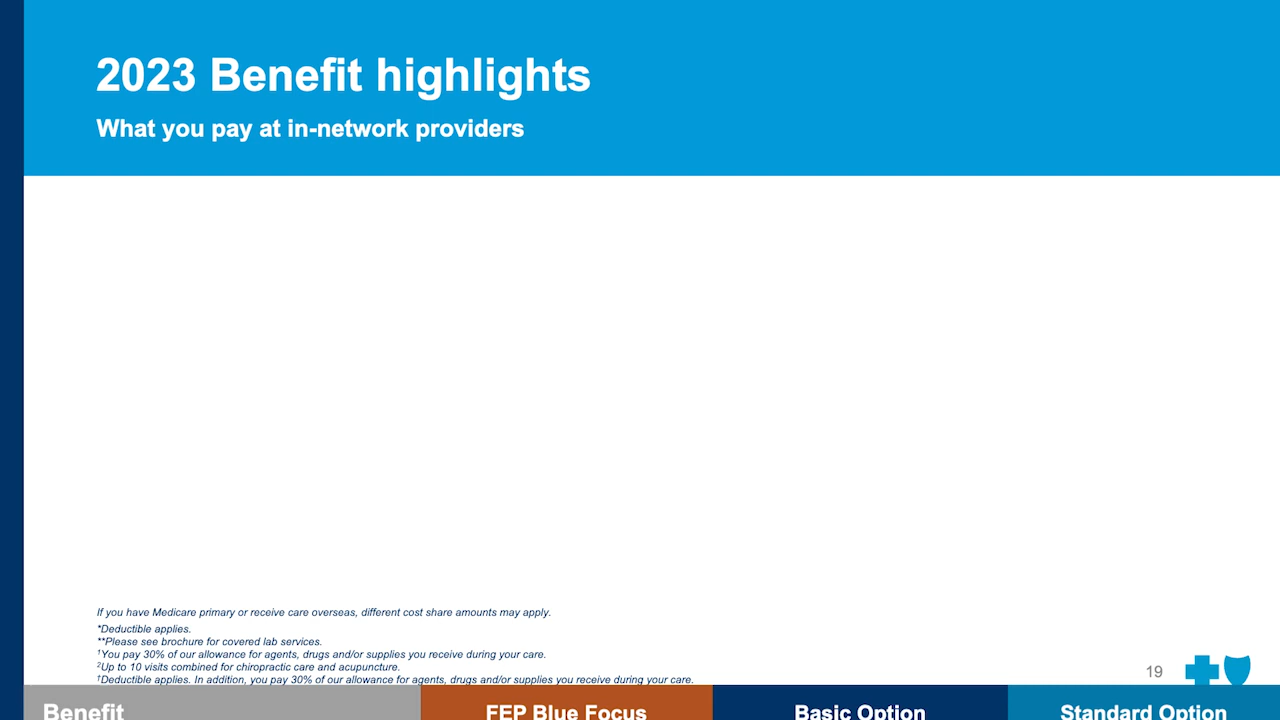 2023 Benefit highlights
What you pay at in-network providers
If you have Medicare primary or receive care overseas, different cost share amounts may apply.
*Deductible applies.
**Please see brochure for covered lab services.
¹You pay 30% of our allowance for agents, drugs and/or supplies you receive during your care.
²Up to 10 visits combined for chiropractic care and acupuncture.
†Deductible applies. In addition, you pay 30% of our allowance for agents, drugs and/or supplies you receive during your care.
19
Benefit FEP Blue Focus Basic Option Standard Option